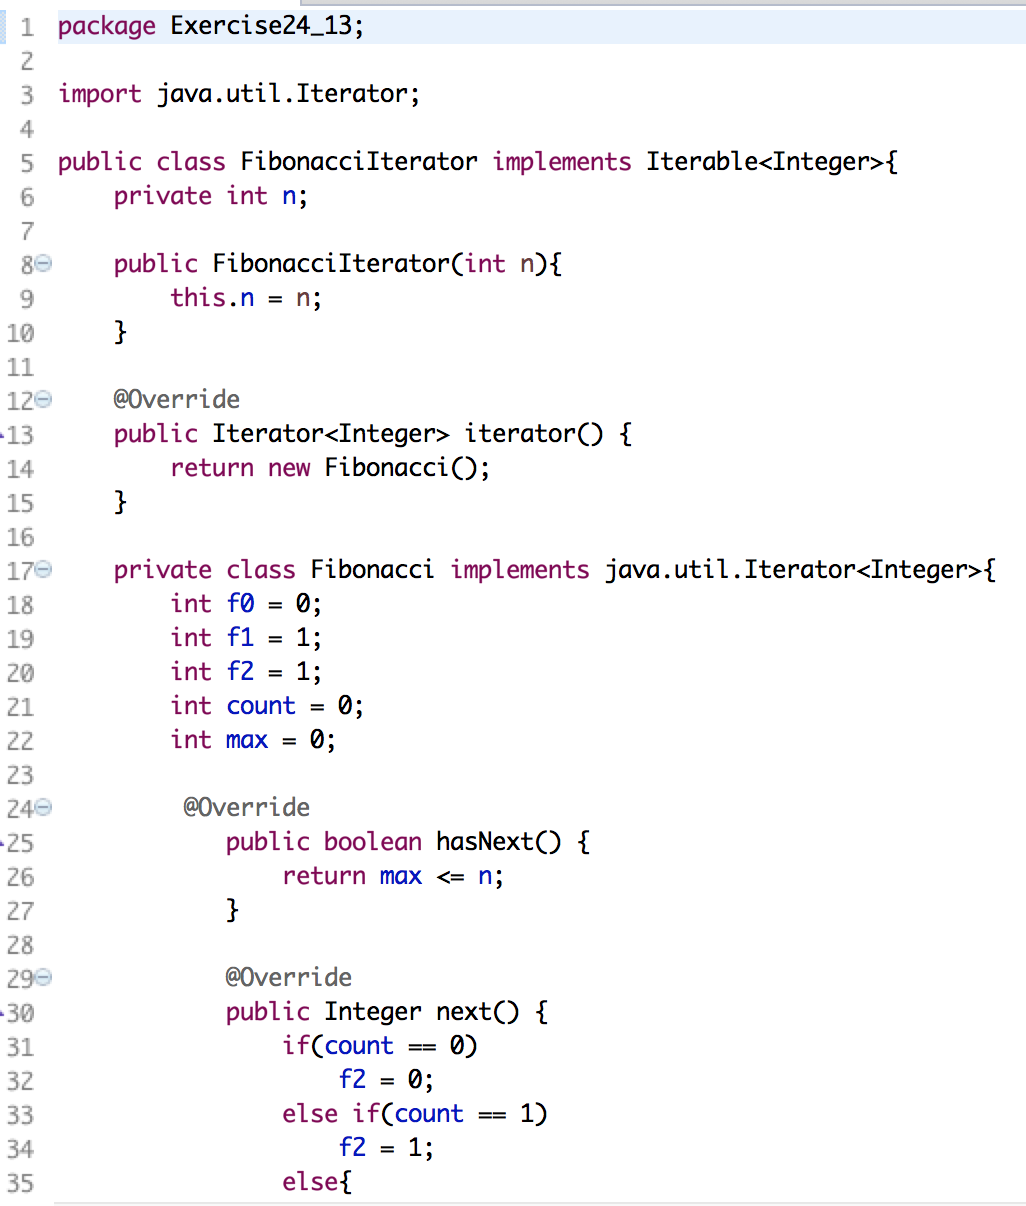 1 package Exercise24_13;
2
3 import java.util.Iterator;
4
5 public class FibonacciIterator implements Iterable<Integer>{
6     private int n;
7
8     public FibonacciIterator(int n){
9         this.n = n;
10     }
11
12     @Override
13     public Iterator<Integer> iterator() {
14         return new Fibonacci();
15     }
16
17     private class Fibonacci implements java.util.Iterator<Integer>{
18         int f0 = 0;
19         int f1 = 1;
20         int f2 = 1;
21         int count = 0;
22         int max = 0;
23
24          @Override
25             public boolean hasNext() {
26                 return max <= n;
27             }
28
29             @Override
30             public Integer next() {
31                 if(count == 0)
32                     f2 = 0;
33                 else if(count == 1)
34                     f2 = 1;
35                 else{